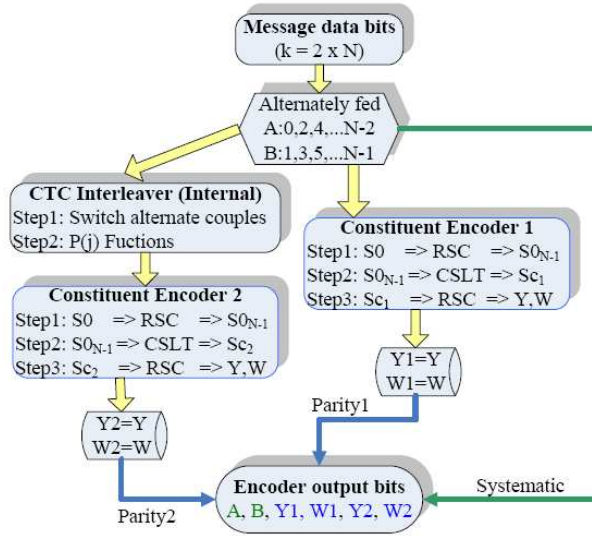 Message data bits
(k = 2 x N)
Alternately fed
A:0,2,4,...N-2
B:1,3,5,...N-1
CTC Interleaver (Internal)
Step1: Switch alternate couples
Step2: P(j) Fuctions
Constituent Encoder 1
Step1: S0 => RSC => S0N-1
Step2: S0N-1 => CSLT => Sc1
Step3: Sc1 => RSC => Y,W
Constituent Encoder 2
Step1: S0 => RSC => S0N-1
Step2: S0N-1 => CSLT => Sc2
Step3: Sc2 => RSC => Y,W
Y1=Y
W1=W
Parity1
Y2=Y
W2=W
Parity2
Encoder output bits
A, B, Y1, W1, Y2, W2
Systematic